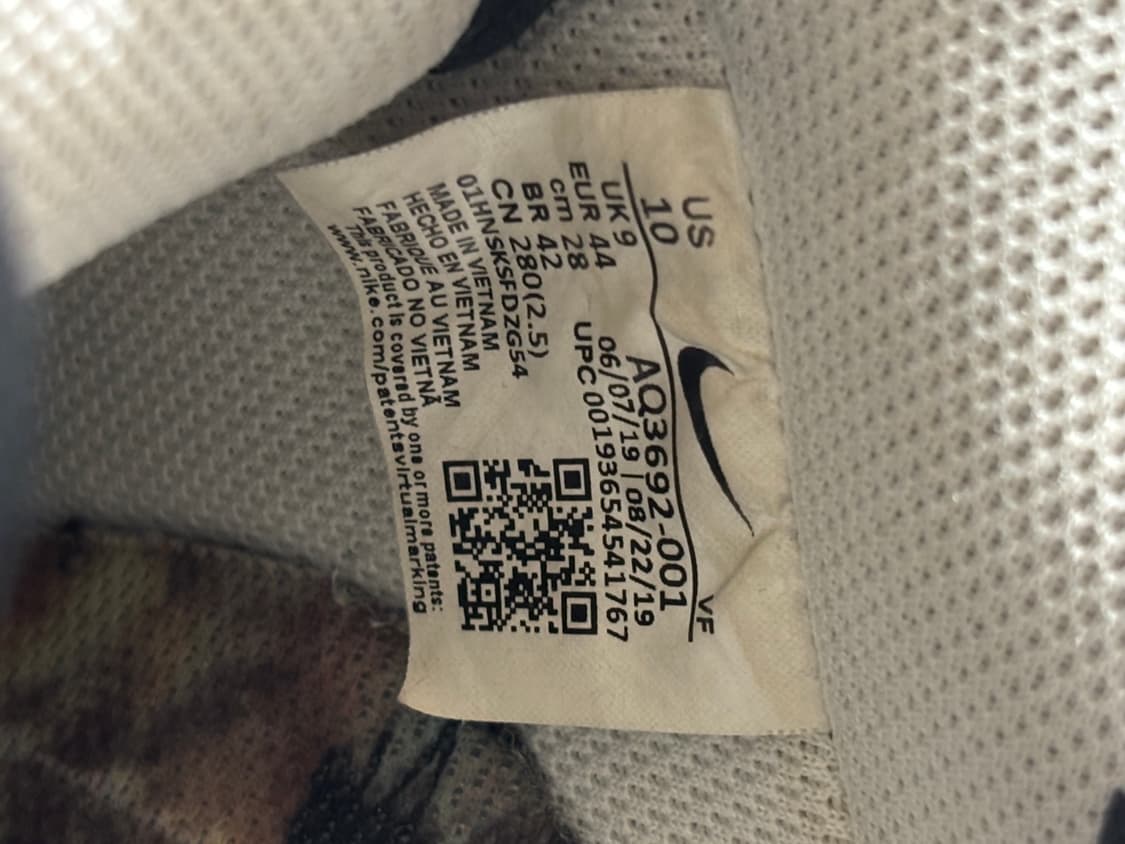 US
10
VF
UK 9
EUR 44
cm 28
BR 42
CN 280(2.5)
AQ3692-001
06/07/19 | 08/22/19
UPC 00193654541767
01HNSKSFDZG54
MADE IN VIETNAM
HECHO EN VIETNAM
FABRIQUÉ AU VIETNAM
FABRICADO NO VIETNÃ
This product is covered by one or more patents:
www.nike.com/patentsvirtualmarking